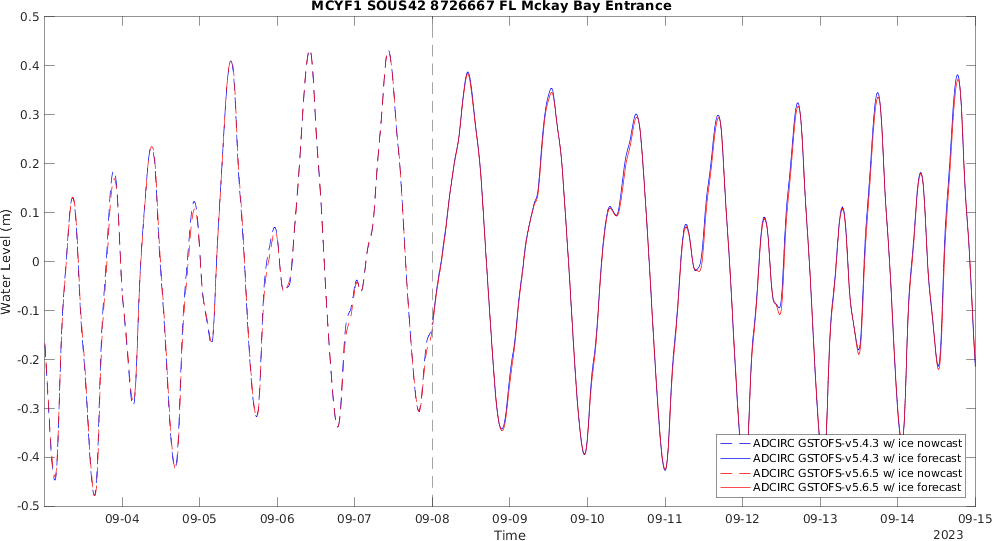 MCYF1 SOUS42 8726667 FL Mckay Bay Entrance
0.5
0.4
0.3
0.2
0.1
0
-0.1
-0.2
-0.3
-0.4
-0.5
Water Level (m)
ADCIRC GSTOFS-v5.4.3 w/ ice nowcast
ADCIRC GSTOFS-v5.4.3 w/ ice forecast
ADCIRC GSTOFS-v5.6.5 w/ ice nowcast
ADCIRC GSTOFS-v5.6.5 w/ ice forecast
09-04 09-05 09-06 09-07 09-08 09-09 09-10 09-11 09-12 09-13 09-14 09-15
Time
2023